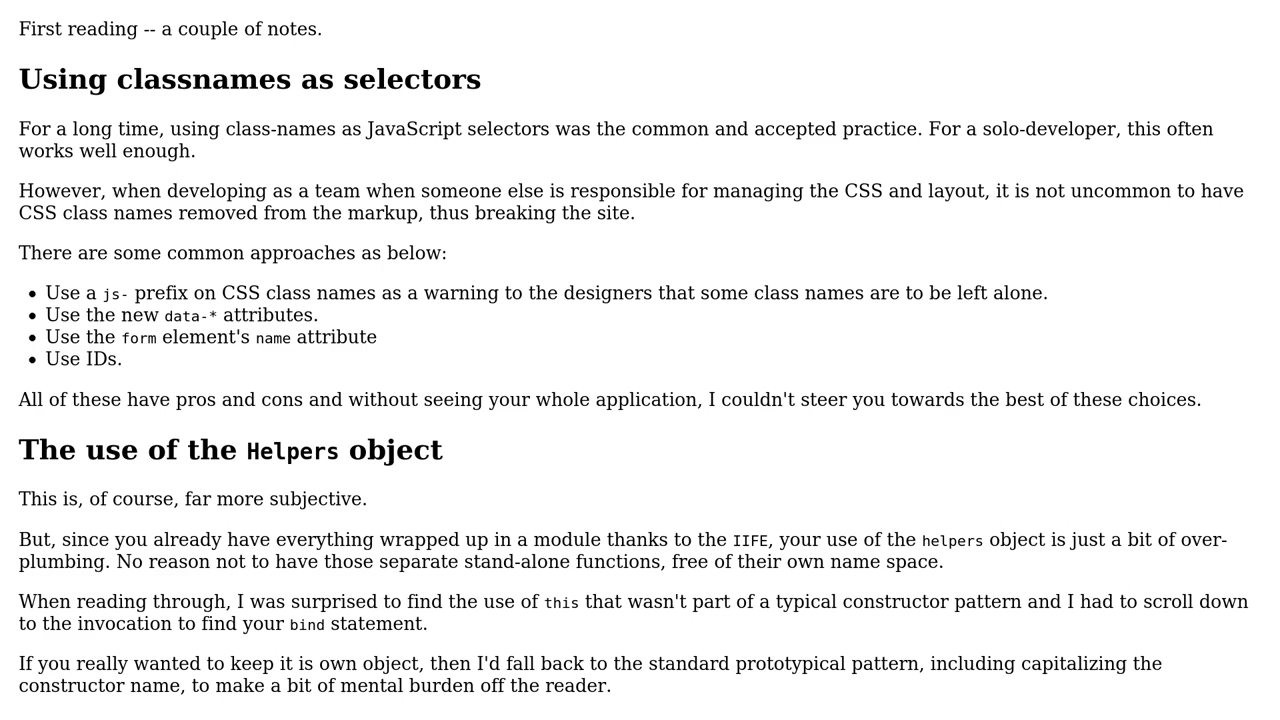 First reading -- a couple of notes.
Using classnames as selectors
For a long time, using class-names as JavaScript selectors was the common and accepted practice. For a solo-developer, this often
works well enough.
However, when developing as a team when someone else is responsible for managing the CSS and layout, it is not uncommon to have
CSS class names removed from the markup, thus breaking the site.
There are some common approaches as below:
• Use a js- prefix on CSS class names as a warning to the designers that some class names are to be left alone.
• Use the new data-* attributes.
• Use the form element's name attribute
• Use IDs.
All of these have pros and cons and without seeing your whole application, I couldn't steer you towards the best of these choices.
The use of the Helpers object
This is, of course, far more subjective.
But, since you already have everything wrapped up in a module thanks to the IIFE, your use of the helpers object is just a bit of over-
plumbing. No reason not to have those separate stand-alone functions, free of their own name space.
When reading through, I was surprised to find the use of this that wasn't part of a typical constructor pattern and I had to scroll down
to the invocation to find your bind statement.
If you really wanted to keep it is own object, then I'd fall back to the standard prototypical pattern, including capitalizing the
constructor name, to make a bit of mental burden off the reader.